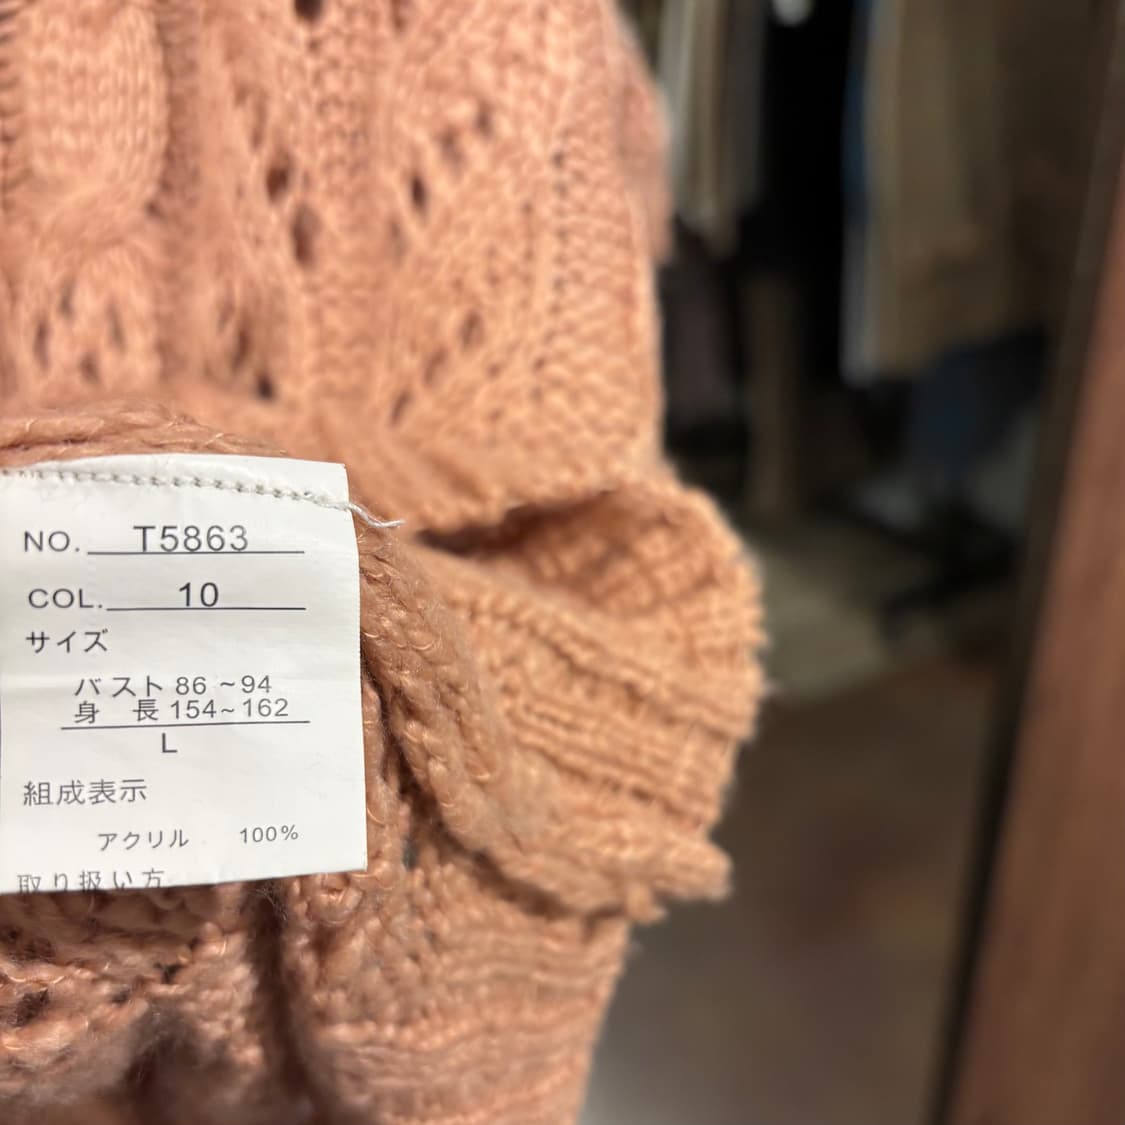 NO. T5863
COL. 10
サイズ
バスト 86 ~94
身 長 154~162
L
組成表示
アクリル 100%
取り扱い方